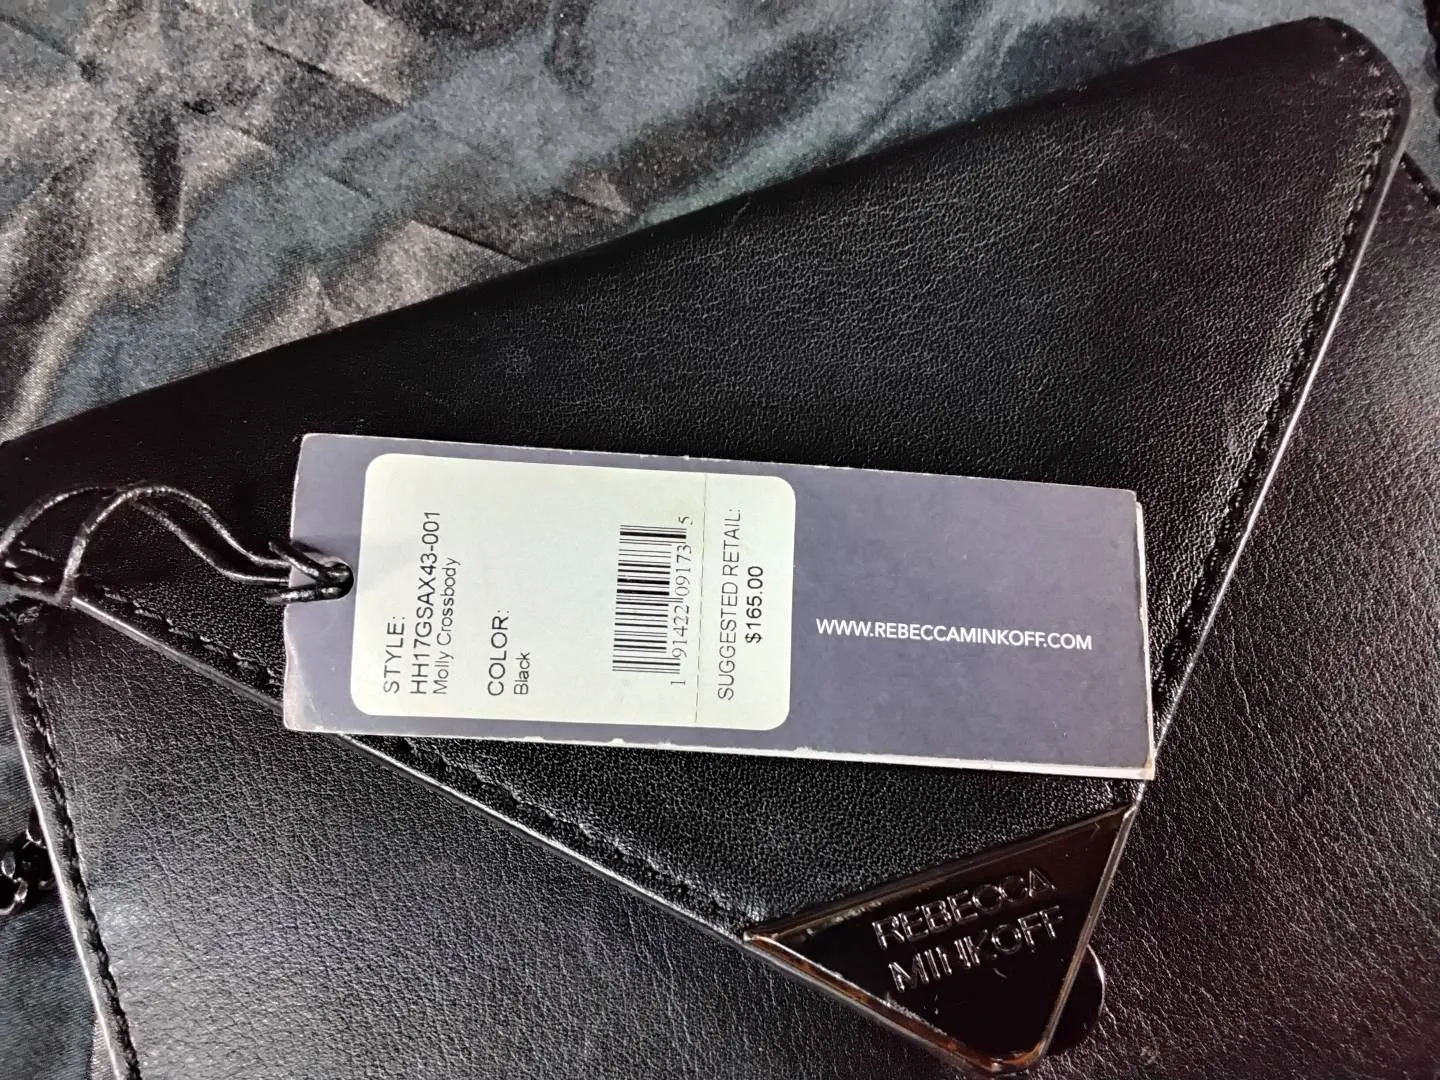 STYLE:
HH17GSAX43-001
Molly Crossbody
COLOR:
Black
1 91422 09173 5
SUGGESTED RETAIL:
$165.00
WWW.REBECCAMINKOFF.COM
REBECCA
MINKOFF